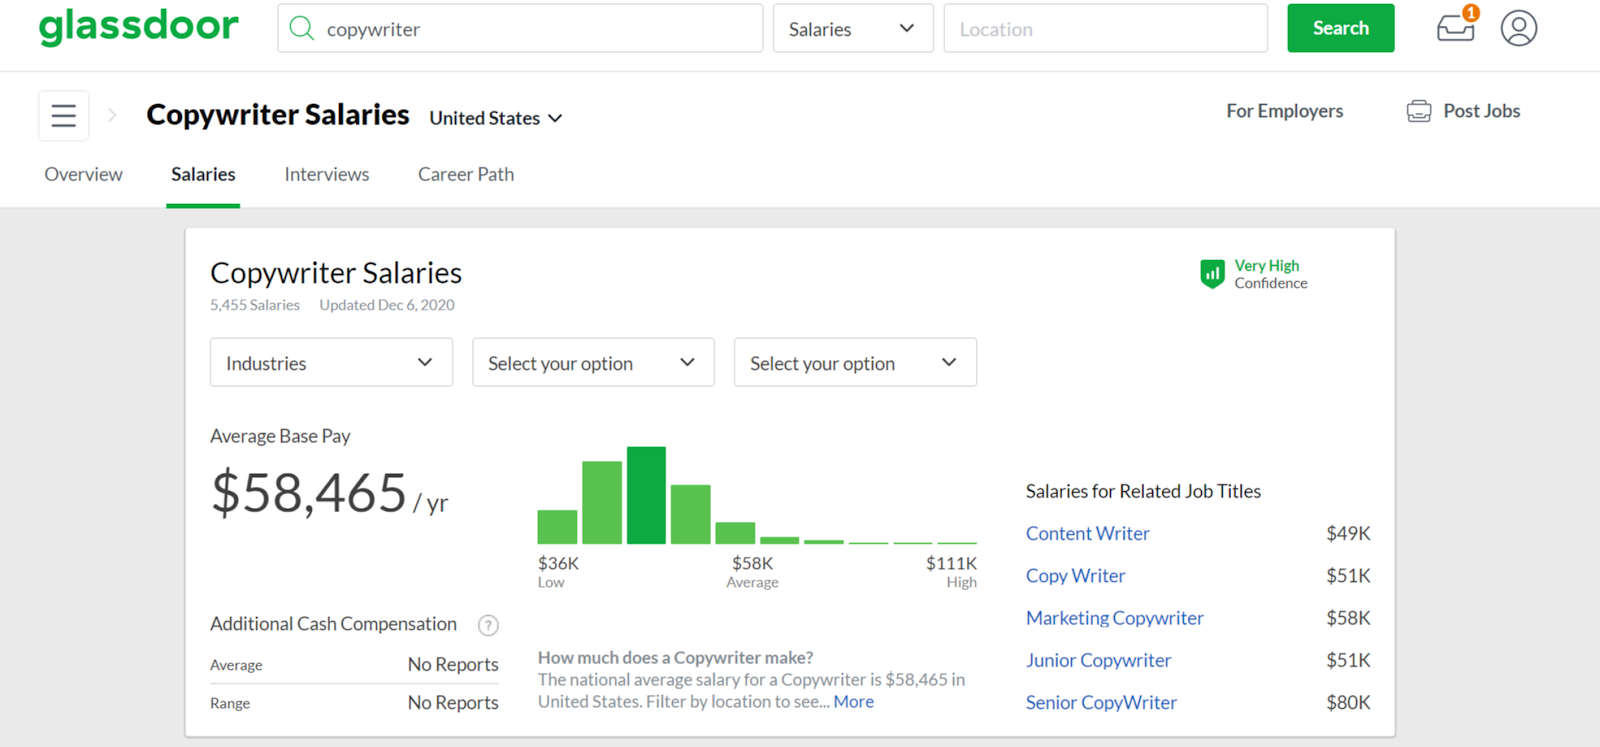 glassdoor
copywriter
Salaries
Location
Search
1
Copywriter Salaries
United States
For Employers
Post Jobs
Overview
Salaries
Interviews
Career Path
Copywriter Salaries
5,455 Salaries
Updated Dec 6, 2020
Very High
Confidence
Industries
Select your option
Select your option
Average Base Pay
$58,465 / yr
$36K
Low
$58K
Average
$111K
High
Additional Cash Compensation ?
Average No Reports
Range No Reports
How much does a Copywriter make?
The national average salary for a Copywriter is $58,465 in
United States. Filter by location to see... More
Salaries for Related Job Titles
Content Writer $49K
Copy Writer $51K
Marketing Copywriter $58K
Junior Copywriter $51K
Senior CopyWriter $80K